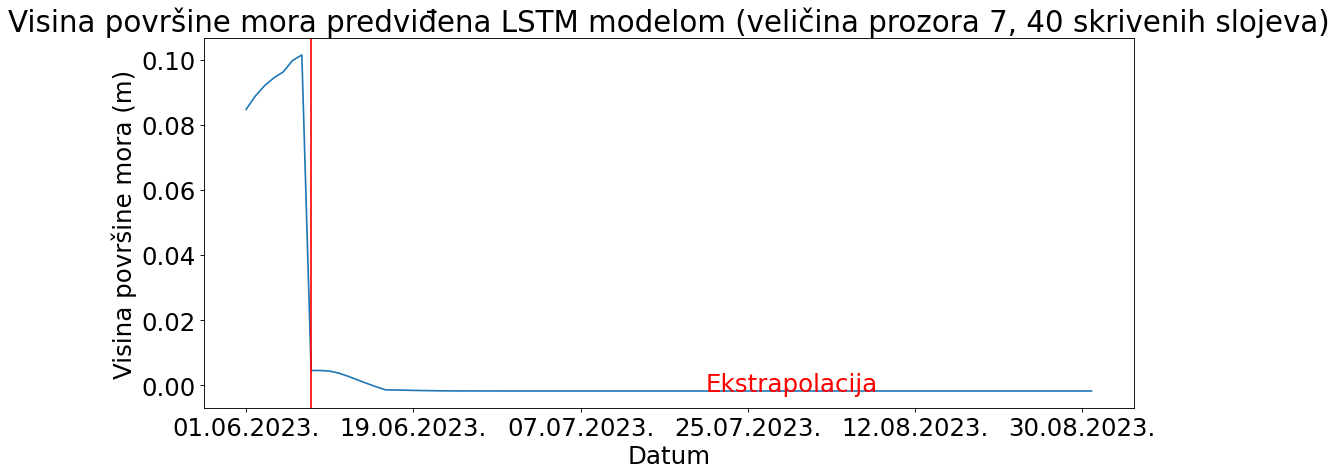 Visina površine mora predviđena LSTM modelom (veličina prozora 7, 40 skrivenih slojeva)
Visina površine mora (m)
0.10
0.08
0.06
0.04
0.02
0.00
Ekstrapolacija
01.06.2023. 19.06.2023. 07.07.2023. 25.07.2023. 12.08.2023. 30.08.2023.
Datum